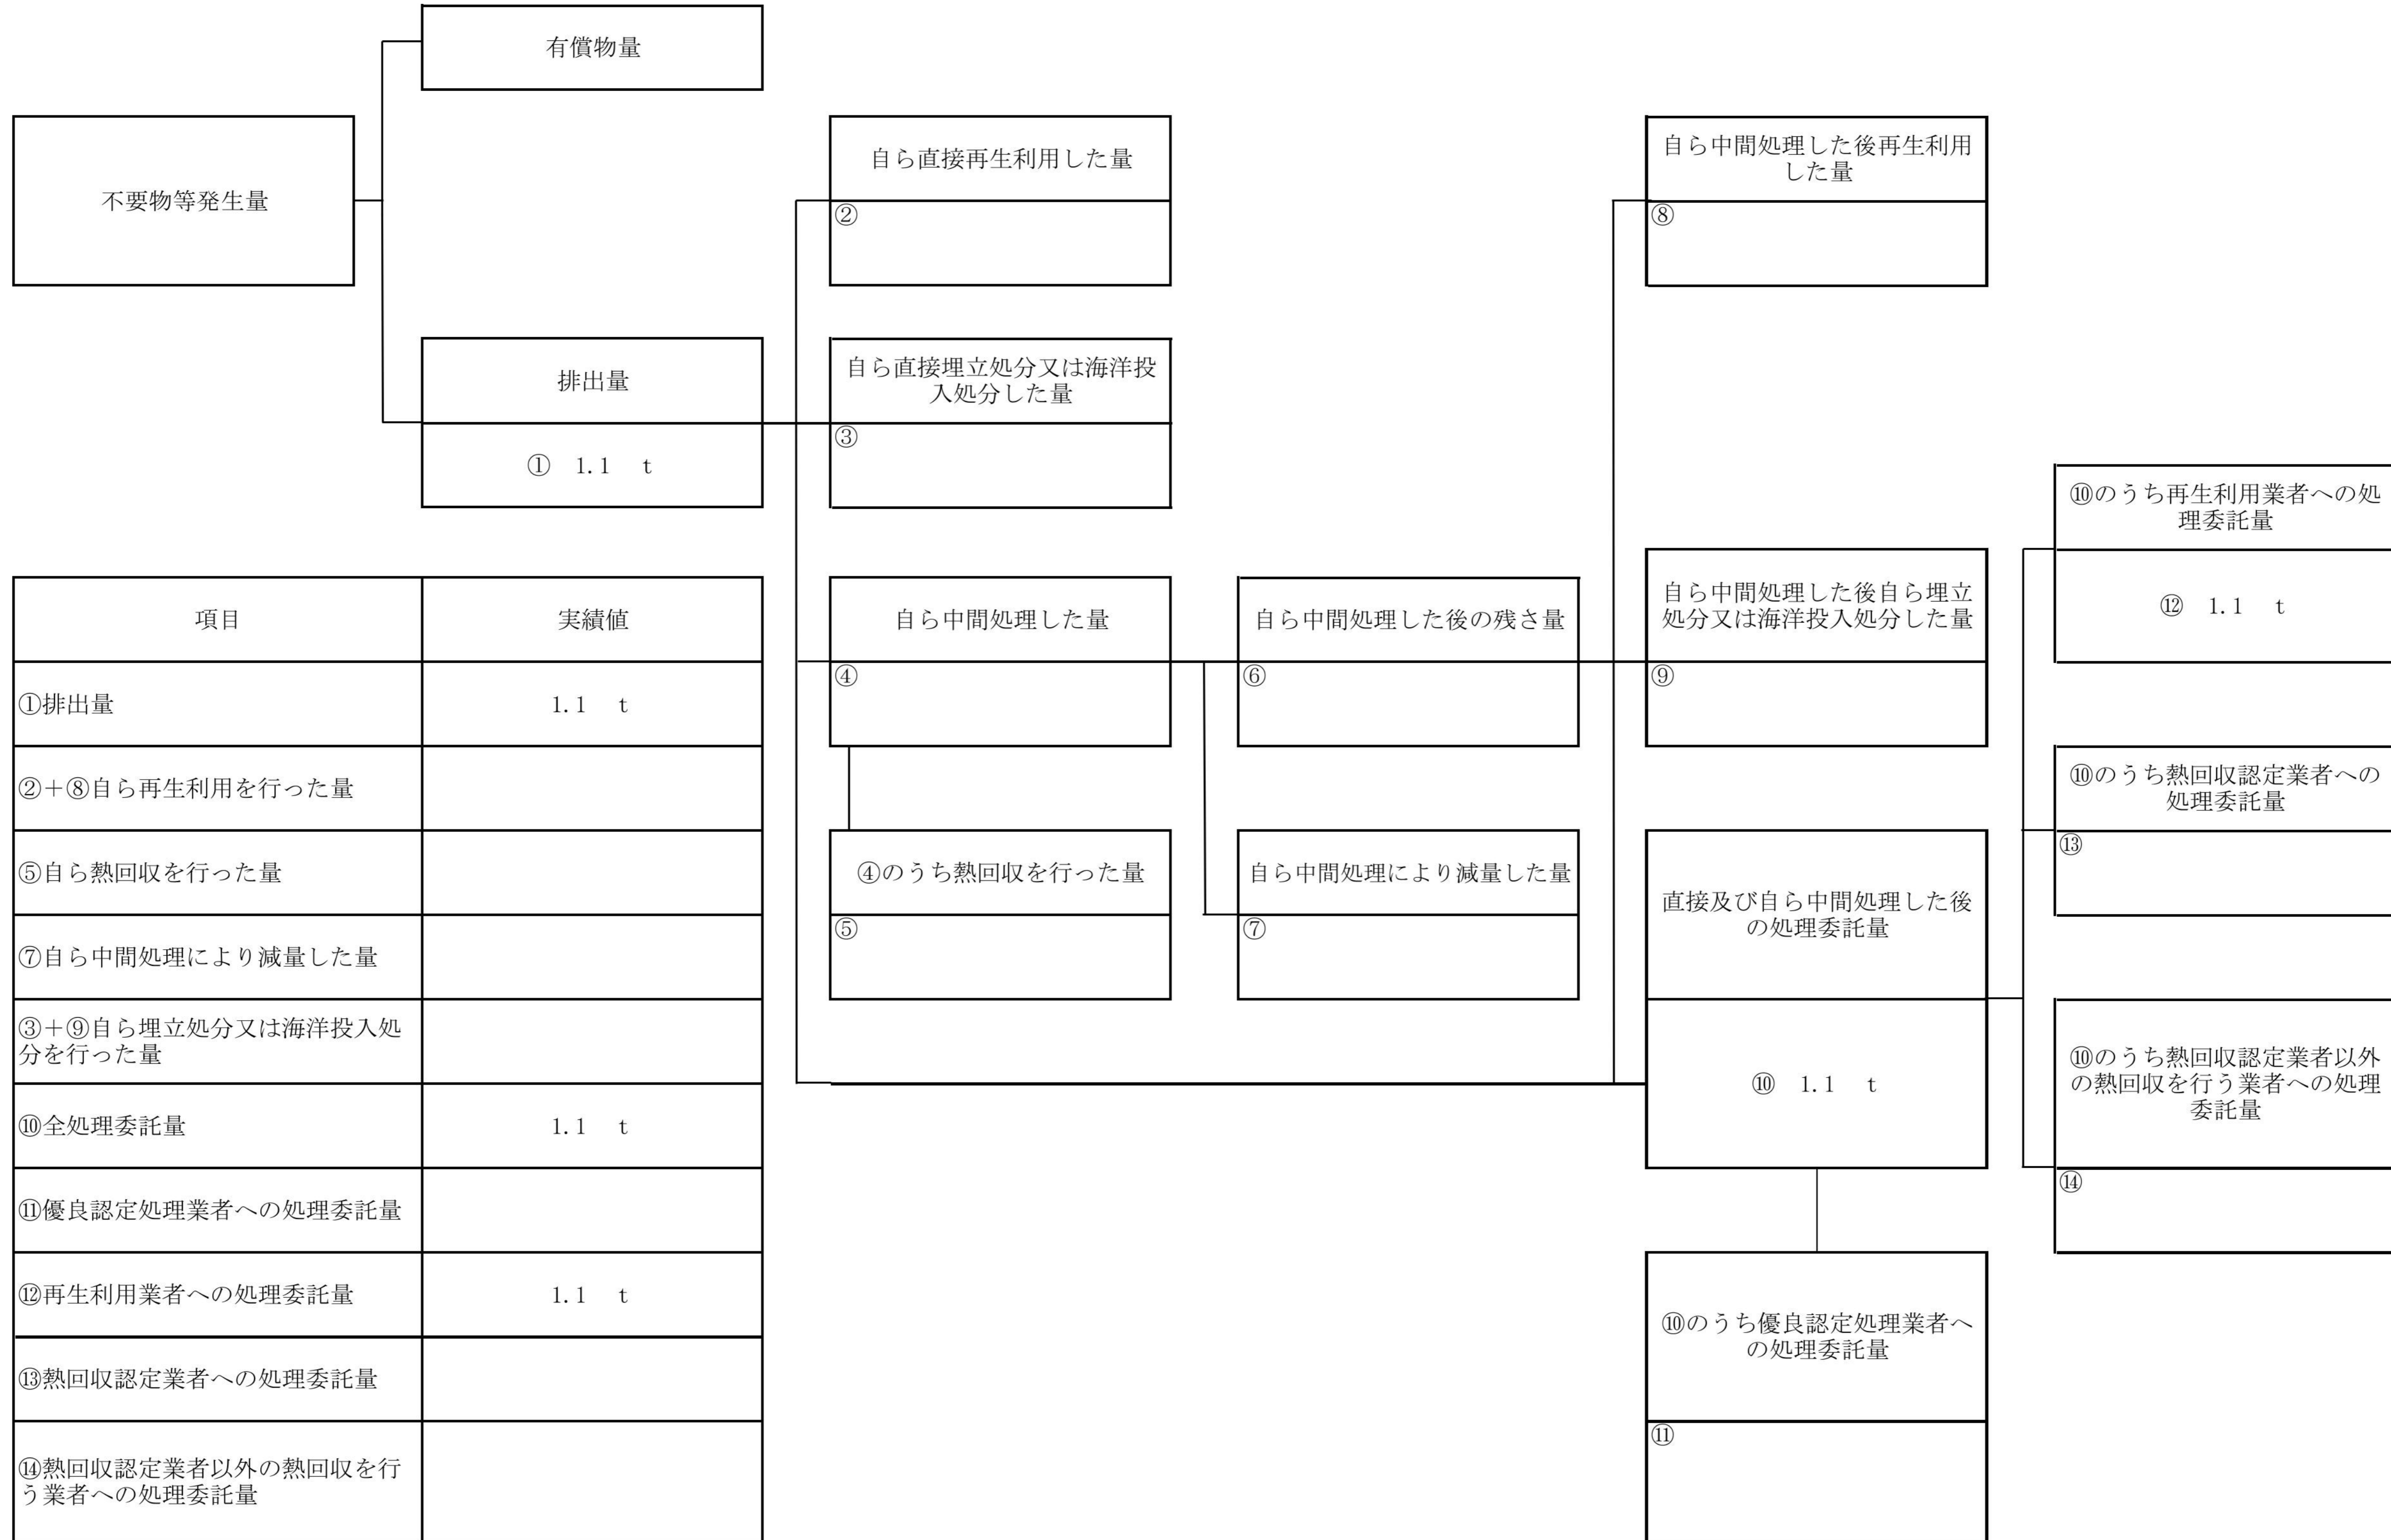 有償物量
不要物等発生量
自ら直接再生利用した量
②
自ら中間処理した後再生利用
した量
⑧
排出量
①　1.1　t
自ら直接埋立処分又は海洋投
入処分した量
③
⑩のうち再生利用業者への処
理委託量
⑫　1.1　t
自ら中間処理した量
④
自ら中間処理した後の残さ量
⑥
自ら中間処理した後自ら埋立
処分又は海洋投入処分した量
⑨
⑩のうち熱回収認定業者への
処理委託量
⑬
④のうち熱回収を行った量
⑤
自ら中間処理により減量した量
⑦
直接及び自ら中間処理した後
の処理委託量
⑩　1.1　t
⑩のうち熱回収認定業者以外
の熱回収を行う業者への処理
委託量
⑭
⑩のうち優良認定処理業者へ
の処理委託量
⑪
項目　実績値
①排出量　1.1　t
②＋⑧自ら再生利用を行った量
⑤自ら熱回収を行った量
⑦自ら中間処理により減量した量
③＋⑨自ら埋立処分又は海洋投入処
分を行った量
⑩全処理委託量　1.1　t
⑪優良認定処理業者への処理委託量
⑫再生利用業者への処理委託量　1.1　t
⑬熱回収認定業者への処理委託量
⑭熱回収認定業者以外の熱回収を行
う業者への処理委託量